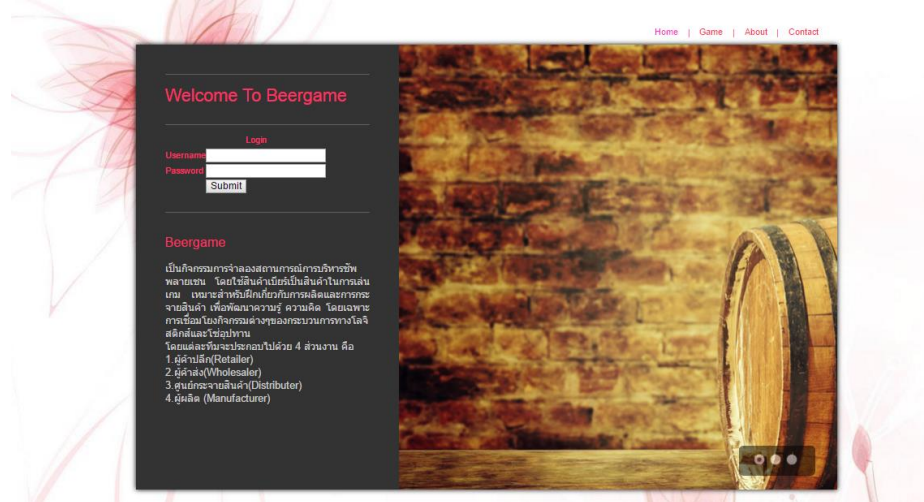 Home | Game | About | Contact
Welcome To Beergame
Login
Username
Password
Submit
Beergame
เป็นกิจกรรมการจำลองสถานการณ์การบริหารซัพ
พลายเชน โดยใช้สินค้าเบียร์เป็นสินค้าในการเล่น
เกม เหมาะสำหรับฝึกเกี่ยวกับการผลิตและการกระ
จายสินค้า เพื่อพัฒนาความรู้ ความคิด โดยเฉพาะ
การเชื่อมโยงกิจกรรมต่างๆของกระบวนการทางโลจิ
สติกส์และโซ่อุปทาน
โดยแต่ละทีมจะประกอบไปด้วย 4 ส่วนงาน คือ
1.ผู้ค้าปลีก(Retailer)
2.ผู้ค้าส่ง(Wholesaler)
3.ศูนย์กระจายสินค้า(Distributer)
4.ผู้ผลิต (Manufacturer)